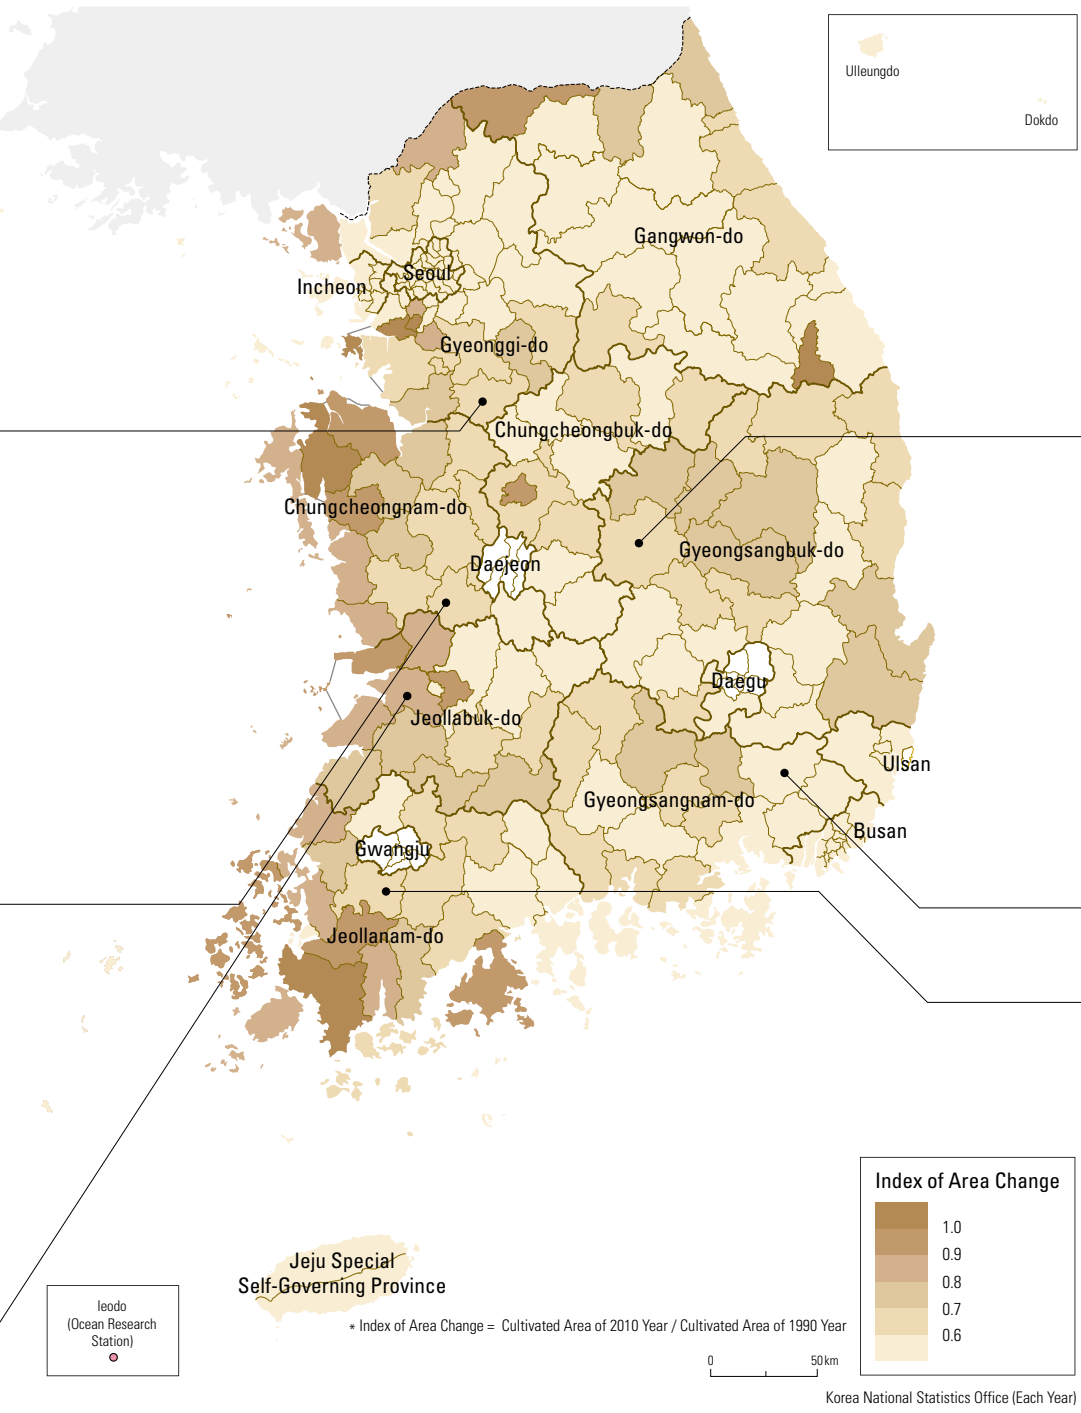 Ulleungdo
Dokdo
Gangwon-do
Seoul
Incheon
Gyeonggi-do
Chungcheongbuk-do
Chungcheongnam-do
Gyeongsangbuk-do
Daejeon
Daegu
Jeollabuk-do
Ulsan
Gyeongsangnam-do
Busan
Gwangju
Jeollanam-do
Index of Area Change
1.0
0.9
0.8
0.7
0.6
Jeju Special
Self-Governing Province
Ieodo
(Ocean Research
Station)
* Index of Area Change = Cultivated Area of 2010 Year / Cultivated Area of 1990 Year
0 50 km
Korea National Statistics Office (Each Year)